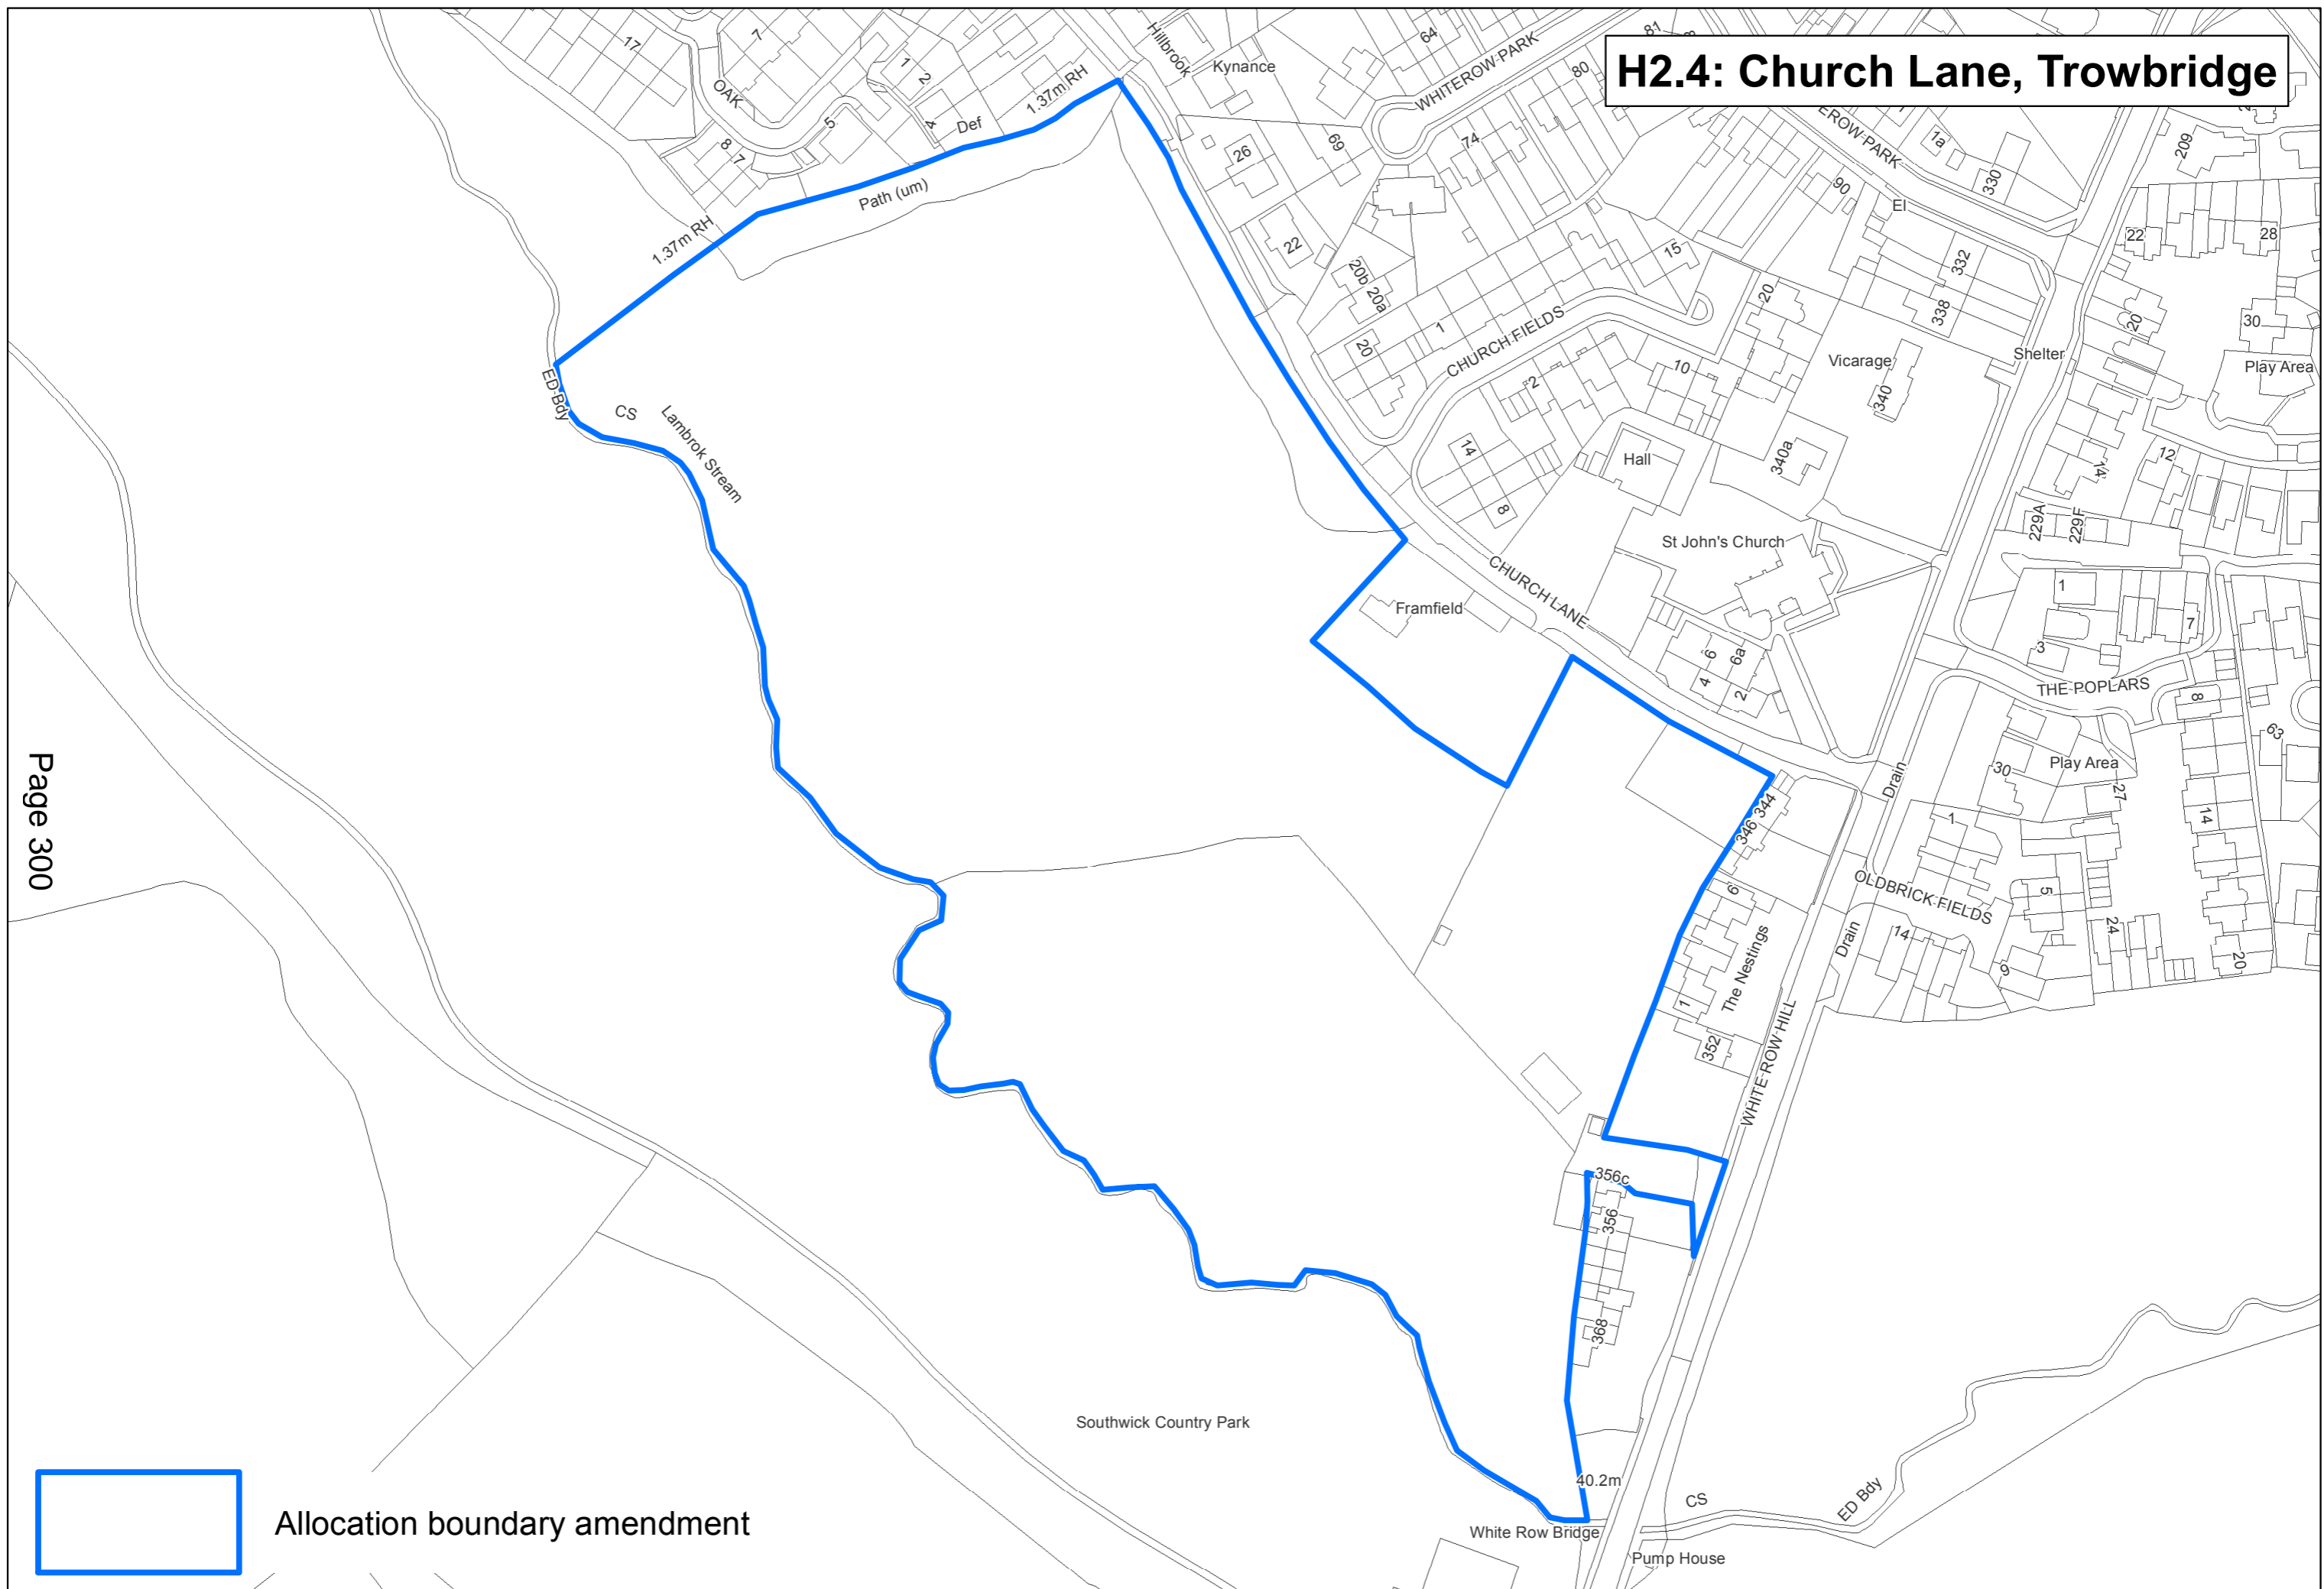 H2.4: Church Lane, Trowbridge
17
7
OAK
1
2
4
5
8
7
Def
1.37m RH
Path (um)
1.37m RH
Hillbrook
Kynance
64
WHITEROW PARK
81
80
74
69
26
22
20b
20a
EROW PARK
1a
330
209
90
El
15
332
338
22
28
20
30
Play Area
Shelter
1
20
CHURCH FIELDS
2
10
20
Vicarage
340
340a
Hall
14
8
14
12
229A
229F
ED Bdy
CS
Lambrok Stream
St John's Church
CHURCH LANE
Framfield
6
6a
4
2
1
7
3
THE POPLARS
8
63
Play Area
30
27
14
Drain
344
346
1
OLDBRICK FIELDS
5
24
20
14
9
Drain
6
The Nestings
1
352
WHITE ROW HILL
356c
356
368
Page 300
Southwick Country Park
40.2m
CS
ED Bdy
White Row Bridge
Pump House
Allocation boundary amendment